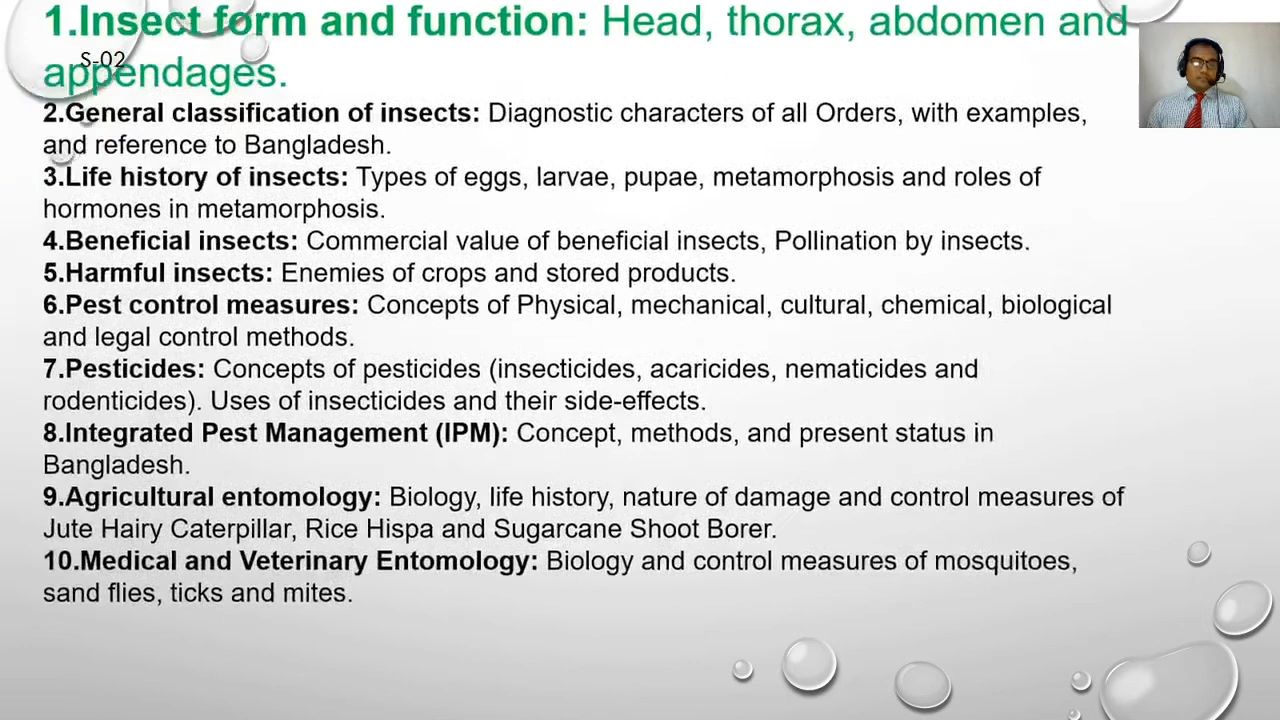 1.Insect form and function: Head, thorax, abdomen and
S-02
appendages.
2.General classification of insects: Diagnostic characters of all Orders, with examples,
and reference to Bangladesh.
3.Life history of insects: Types of eggs, larvae, pupae, metamorphosis and roles of
hormones in metamorphosis.
4.Beneficial insects: Commercial value of beneficial insects, Pollination by insects.
5.Harmful insects: Enemies of crops and stored products.
6.Pest control measures: Concepts of Physical, mechanical, cultural, chemical, biological
and legal control methods.
7.Pesticides: Concepts of pesticides (insecticides, acaricides, nematicides and
rodenticides). Uses of insecticides and their side-effects.
8.Integrated Pest Management (IPM): Concept, methods, and present status in
Bangladesh.
9.Agricultural entomology: Biology, life history, nature of damage and control measures of
Jute Hairy Caterpillar, Rice Hispa and Sugarcane Shoot Borer.
10.Medical and Veterinary Entomology: Biology and control measures of mosquitoes,
sand flies, ticks and mites.